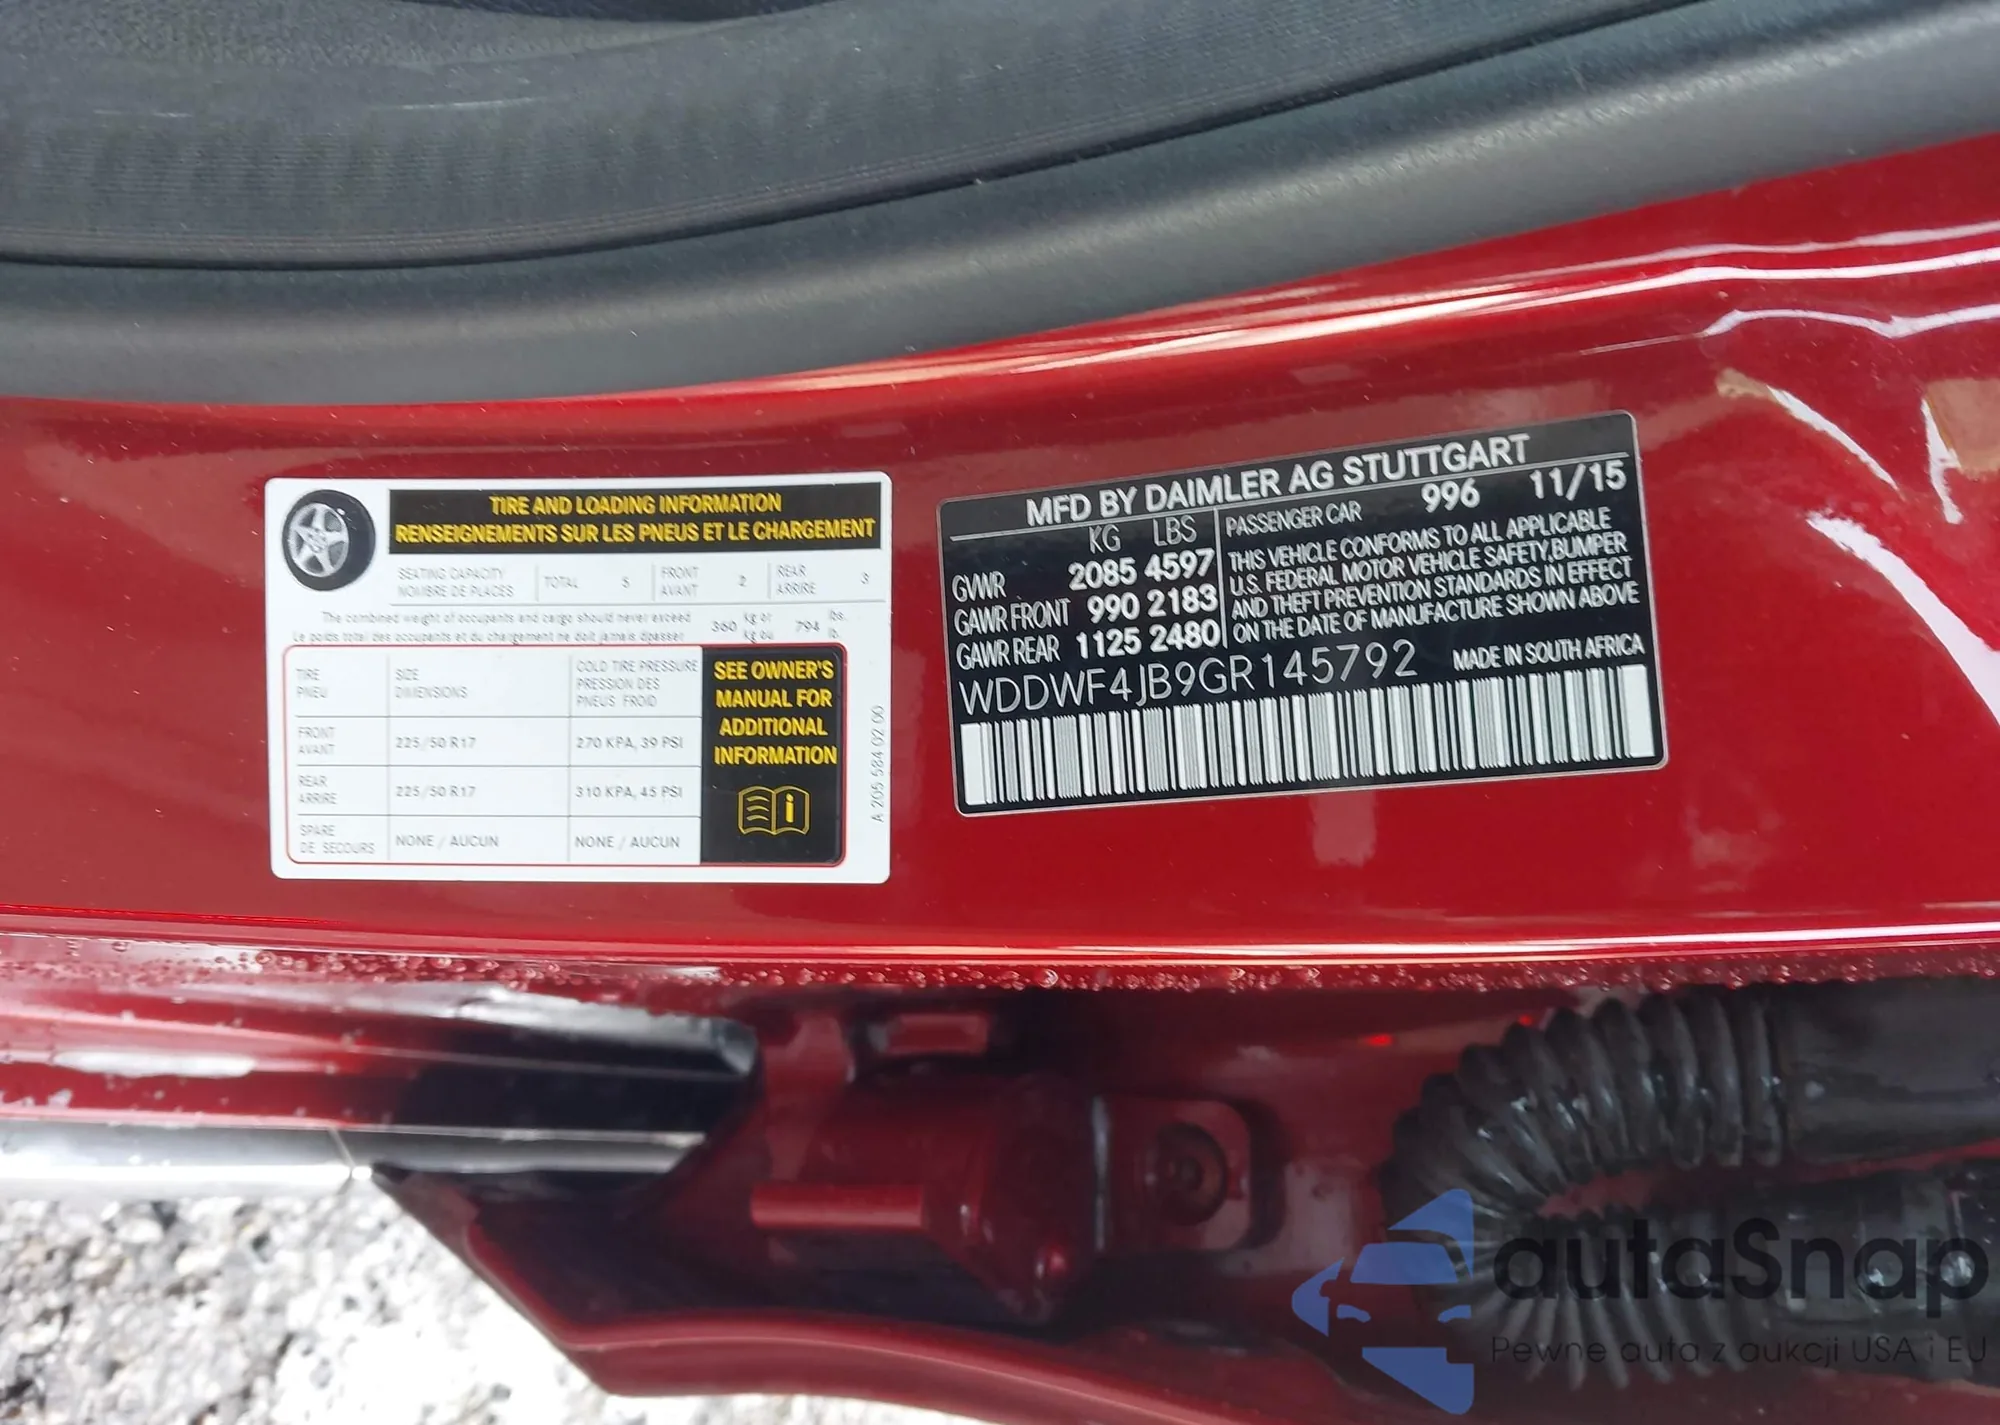 TIRE AND LOADING INFORMATION
RENSEIGNEMENTS SUR LES PNEUS ET LE CHARGEMENT
SEATING CAPACITY
NOMBRE DE PLACES
TOTAL 5
FRONT
AVANT
2
REAR
ARRIRE
3
The combined weight of occupants and cargo should never exceed
Le poids total des occupants et du chargement ne doit jamais dpasser
360 kg or
kg ou
794 lbs.
lb.
TIRE
PNEU
SIZE
DIMENSIONS
COLD TIRE PRESSURE
PRESSION DES
PNEUS FROID
FRONT
AVANT
225/50 R17
270 KPA, 39 PSI
REAR
ARRIRE
225/50 R17
310 KPA, 45 PSI
SPARE
DE SECOURS
NONE / AUCUN
NONE / AUCUN
SEE OWNER'S
MANUAL FOR
ADDITIONAL
INFORMATION
i
A 205 584 02 00
MFD BY DAIMLER AG STUTTGART
KG LBS
GVWR 2085 4597
GAWR FRONT 990 2183
GAWR REAR 1125 2480
PASSENGER CAR 996 11/15
THIS VEHICLE CONFORMS TO ALL APPLICABLE
U.S. FEDERAL MOTOR VEHICLE SAFETY,BUMPER
AND THEFT PREVENTION STANDARDS IN EFFECT
ON THE DATE OF MANUFACTURE SHOWN ABOVE
WDDWF4JB9GR145792 MADE IN SOUTH AFRICA
autaSnap
Pewne auta z aukcji USA i EU